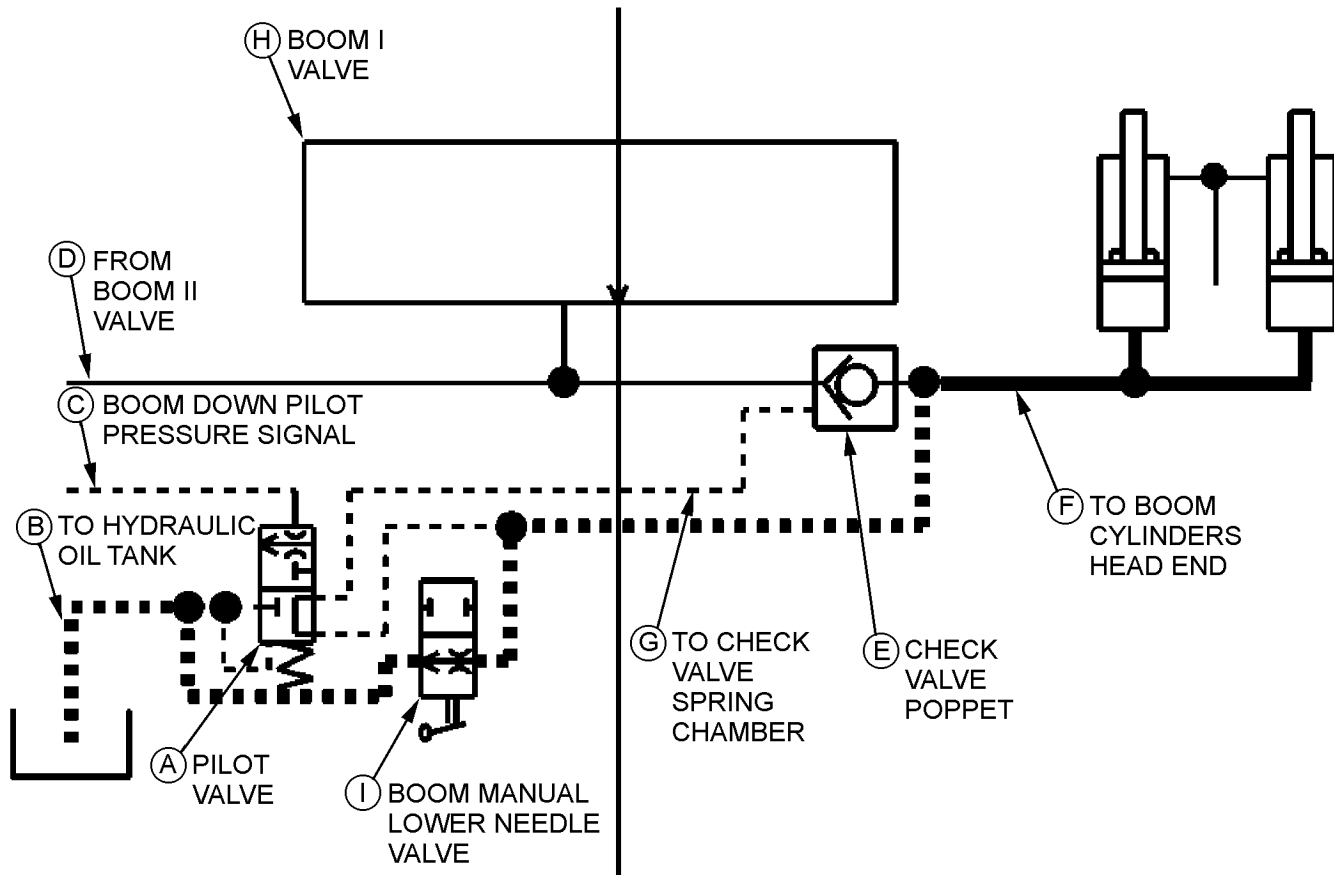 H BOOM I
VALVE
D FROM
BOOM II
VALVE
C BOOM DOWN PILOT
PRESSURE SIGNAL
B TO HYDRAULIC
OIL TANK
F TO BOOM
CYLINDERS
HEAD END
G TO CHECK
VALVE
SPRING
CHAMBER
E CHECK
VALVE
POPPET
A PILOT
VALVE
I BOOM MANUAL
LOWER NEEDLE
VALVE